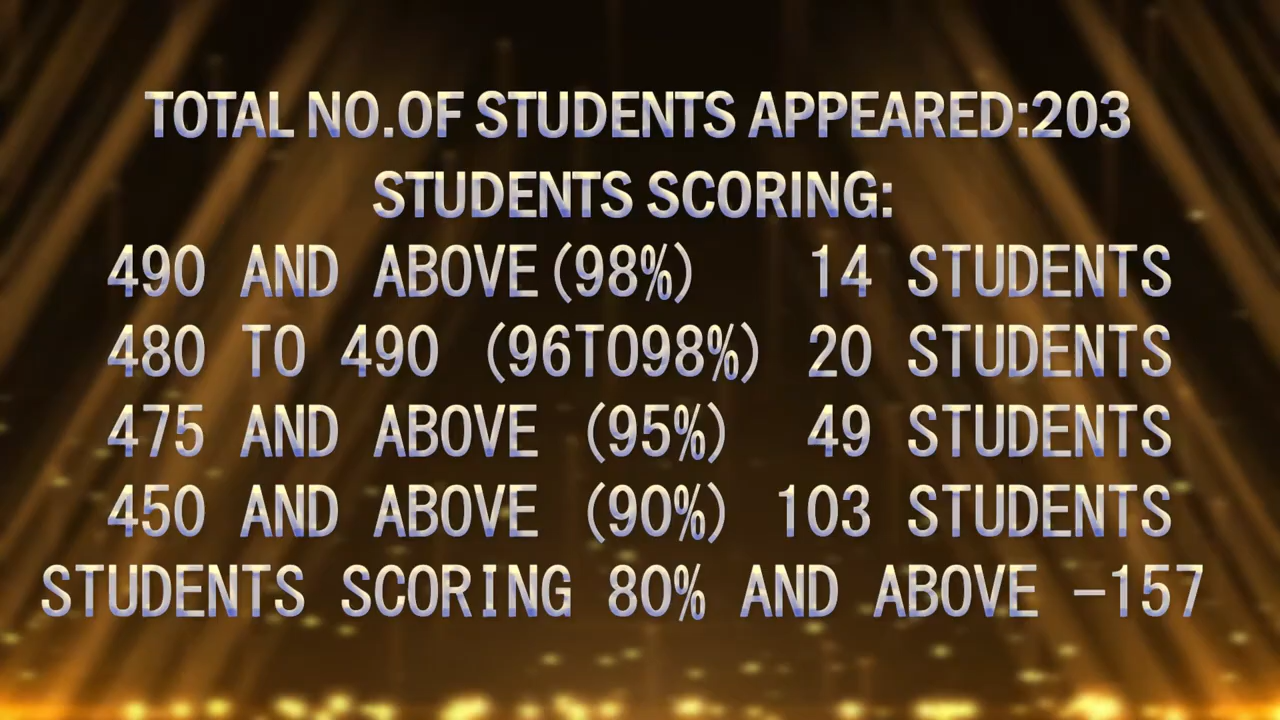 TOTAL NO.OF STUDENTS APPEARED:203
STUDENTS SCORING:
490 AND ABOVE(98%) 14 STUDENTS
480 TO 490 (96TO98%) 20 STUDENTS
475 AND ABOVE (95%) 49 STUDENTS
450 AND ABOVE (90%) 103 STUDENTS
STUDENTS SCORING 80% AND ABOVE -157